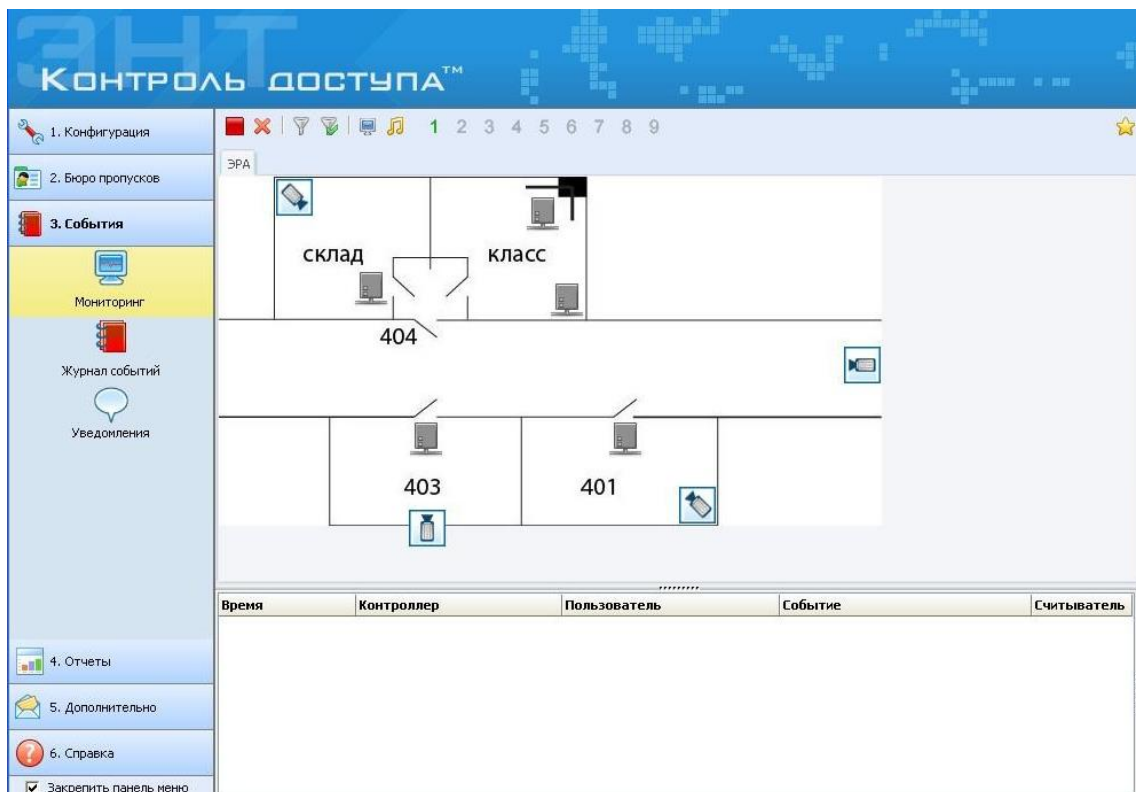 ЭНТ
КОНТРОЛЬ ДОСТУПА™
1. Конфигурация
2. Бюро пропусков
3. События
Мониторинг
Журнал событий
Уведомления
4. Отчеты
5. Дополнительно
6. Справка
Закрепить панель меню
1 2 3 4 5 6 7 8 9
ЭРА
склад
класс
404
403
401
Время Контроллер Пользователь Событие Считыватель